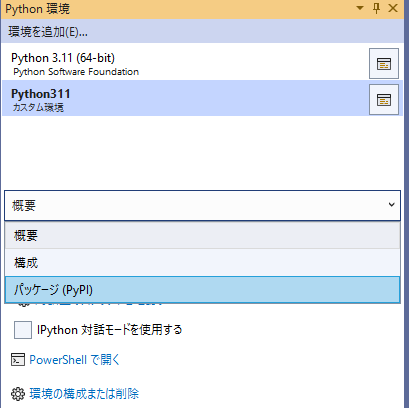 Python 環境
環境を追加(E)...
Python 3.11 (64-bit)
Python Software Foundation
Python311
カスタム環境
概要
概要
構成
パッケージ (PyPI)
IPython 対話モードを使用する
PowerShell で開く
環境の構成または削除